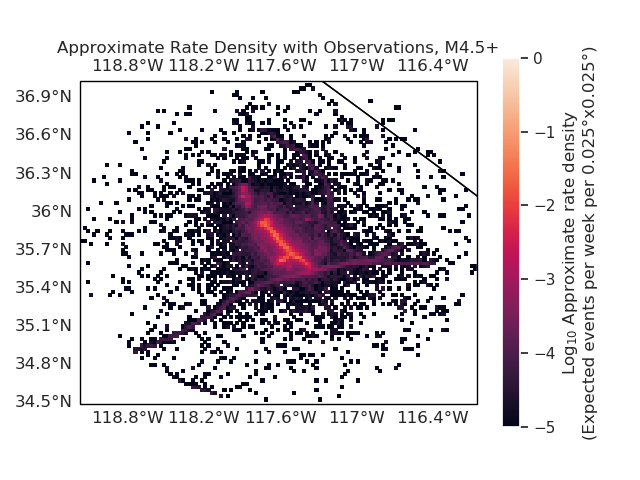 Approximate Rate Density with Observations, M4.5+
118.8°W 118.2°W 117.6°W 117°W 116.4°W
36.9°N
36.6°N
36.3°N
36°N
35.7°N
35.4°N
35.1°N
34.8°N
34.5°N
118.8°W 118.2°W 117.6°W 117°W 116.4°W
0
−1
−2
−3
−4
−5
Log₁₀ Approximate rate density
(Expected events per week per 0.025°x0.025°)